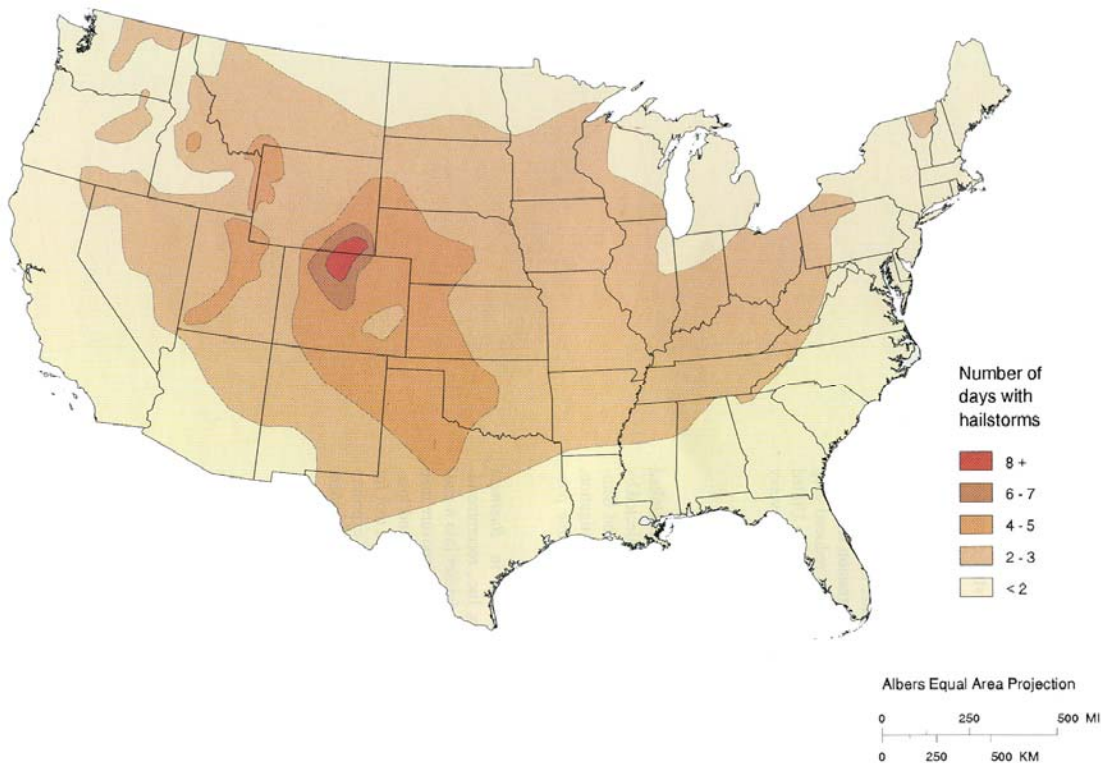 Number of
days with
hailstorms
8 +
6 - 7
4 - 5
2 - 3
< 2
Albers Equal Area Projection
0 250 500 MI
0 250 500 KM